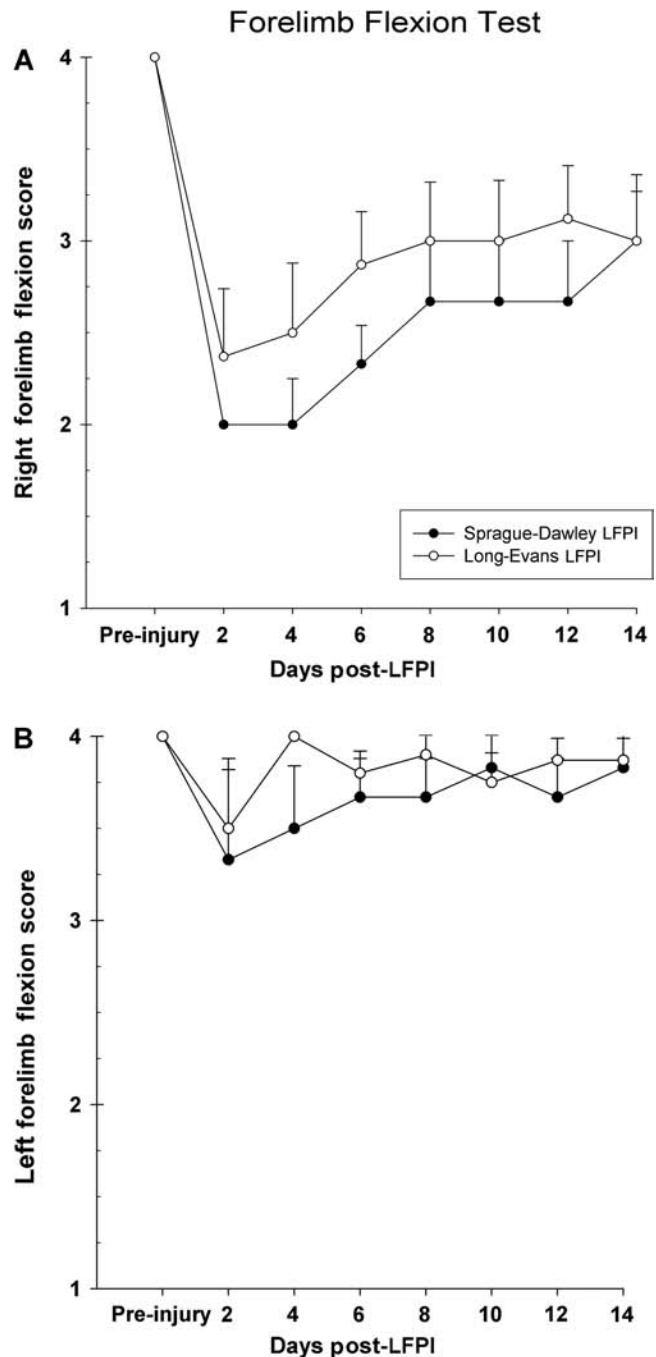 Forelimb Flexion Test
A
4
3
2
1
Right forelimb flexion score
Sprague-Dawley LFPI
Long-Evans LFPI
Pre-injury 2 4 6 8 10 12 14
Days post-LFPI
B
4
3
2
1
Left forelimb flexion score
Pre-injury 2 4 6 8 10 12 14
Days post-LFPI